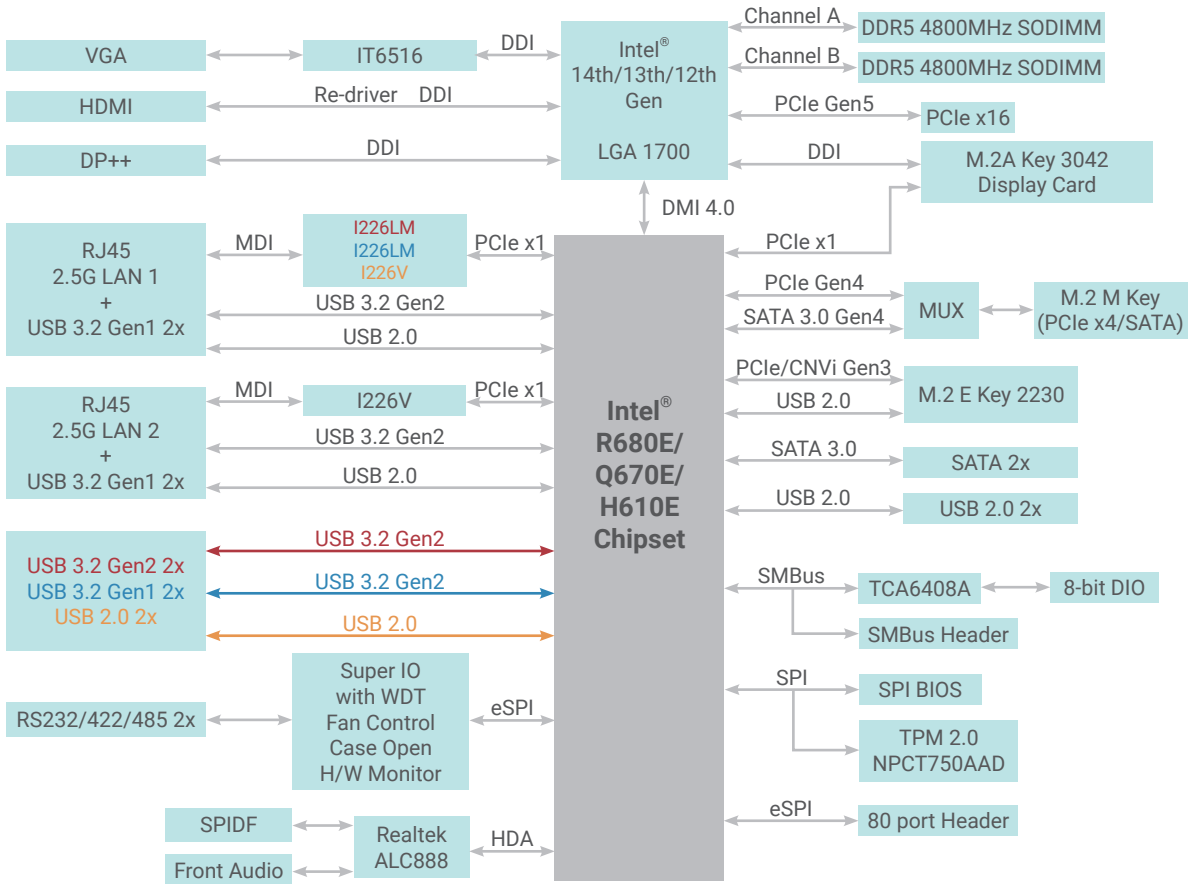 VGA
IT6516
DDI
HDMI
Re-driver DDI
DP++
DDI
Intel®
14th/13th/12th
Gen
LGA 1700
Channel A
DDR5 4800MHz SODIMM
Channel B
DDR5 4800MHz SODIMM
PCIe Gen5
PCIe x16
DDI
M.2A Key 3042
Display Card
DMI 4.0
PCIe x1
RJ45
2.5G LAN 1
+
USB 3.2 Gen1 2x
MDI
I226LM
I226LM
I226V
PCIe x1
USB 3.2 Gen2
USB 2.0
RJ45
2.5G LAN 2
+
USB 3.2 Gen1 2x
MDI
I226V
PCIe x1
USB 3.2 Gen2
USB 2.0
USB 3.2 Gen2 2x
USB 3.2 Gen1 2x
USB 2.0 2x
USB 3.2 Gen2
USB 3.2 Gen2
USB 2.0
RS232/422/485 2x
Super IO
with WDT
Fan Control
Case Open
H/W Monitor
eSPI
SPIDF
Front Audio
Realtek
ALC888
HDA
Intel®
R680E/
Q670E/
H610E
Chipset
PCIe Gen4
SATA 3.0 Gen4
MUX
M.2 M Key
(PCIe x4/SATA)
PCIe/CNVi Gen3
USB 2.0
M.2 E Key 2230
SATA 3.0
SATA 2x
USB 2.0
USB 2.0 2x
SMBus
TCA6408A
8-bit DIO
SMBus Header
SPI
SPI BIOS
TPM 2.0
NPCT750AAD
eSPI
80 port Header